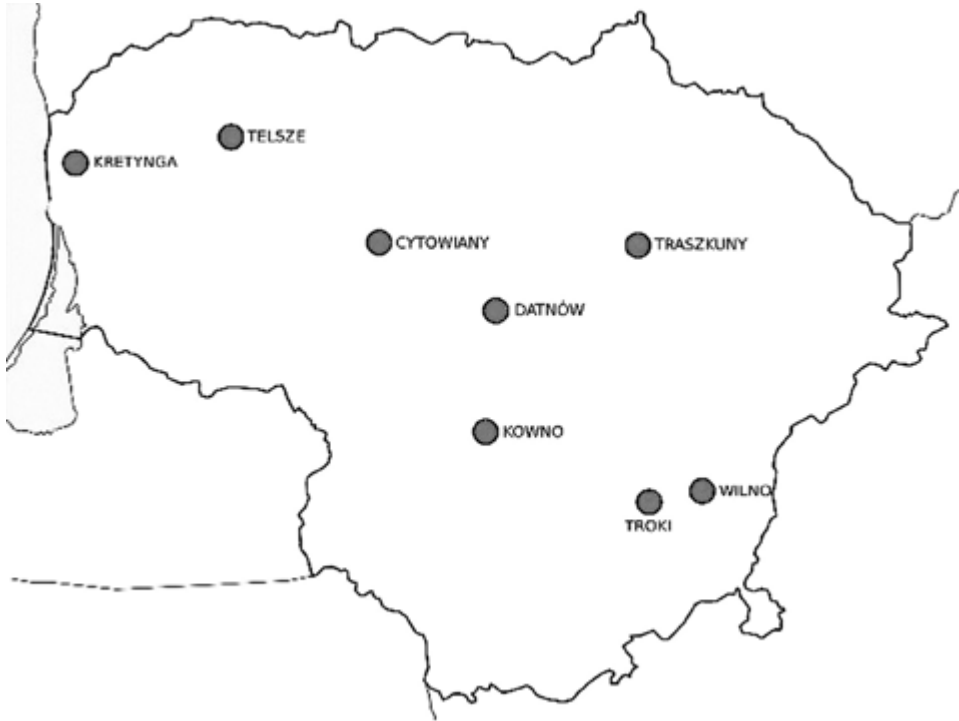 TELSZE
KRETYNGA
CYTOWIANY
TRASZKUNY
DATNÓW
KOWNO
WILNO
TROKI